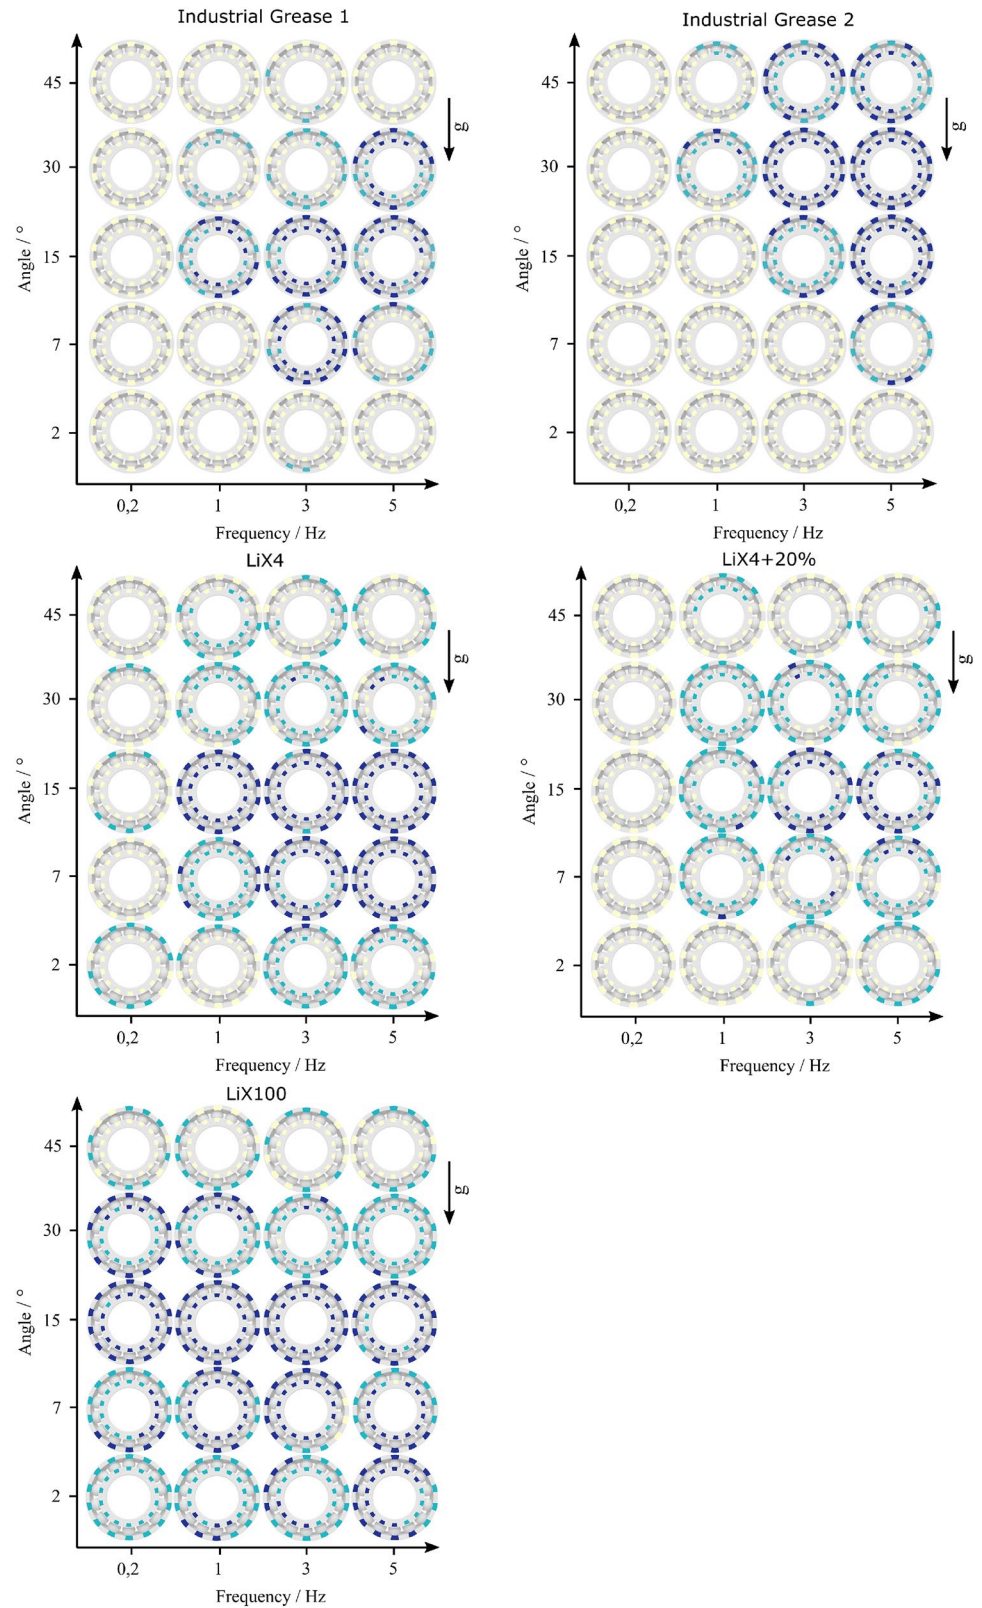 Industrial Grease 1
45
30
15
7
2
Angle / °
g
0,2 1 3 5
Frequency / Hz
Industrial Grease 2
45
30
15
7
2
Angle / °
g
0,2 1 3 5
Frequency / Hz
LiX4
45
30
15
7
2
Angle / °
g
0,2 1 3 5
Frequency / Hz
LiX4+20%
45
30
15
7
2
Angle / °
g
0,2 1 3 5
Frequency / Hz
LiX100
45
30
15
7
2
Angle / °
g
0,2 1 3 5
Frequency / Hz